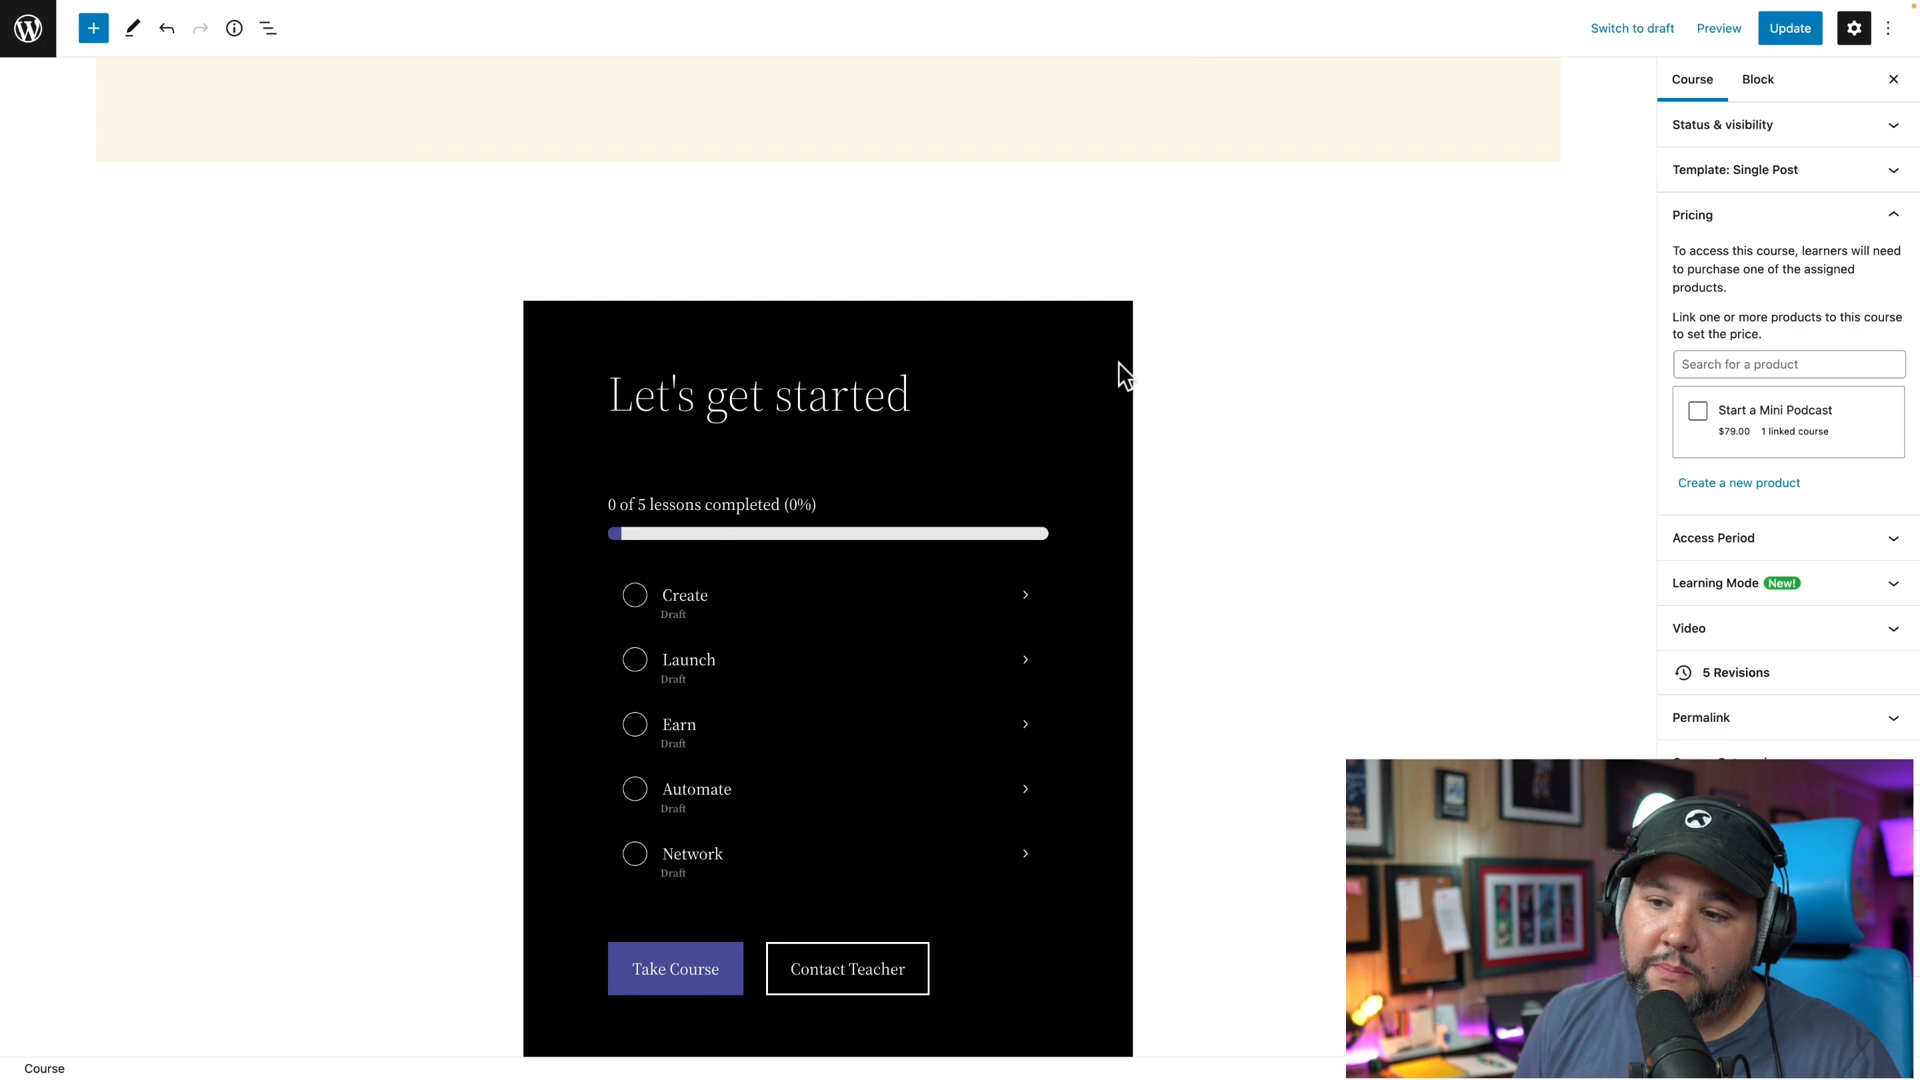 Switch to draft
Preview
Update
Course
Block
Status & visibility
Template: Single Post
Pricing
To access this course, learners will need
to purchase one of the assigned
products.
Link one or more products to this course
to set the price.
Search for a product
Start a Mini Podcast
$79.00 1 linked course
Create a new product
Access Period
Learning Mode New!
Video
5 Revisions
Permalink
Let's get started
0 of 5 lessons completed (0%)
Create
Draft
Launch
Draft
Earn
Draft
Automate
Draft
Network
Draft
Take Course
Contact Teacher
Course